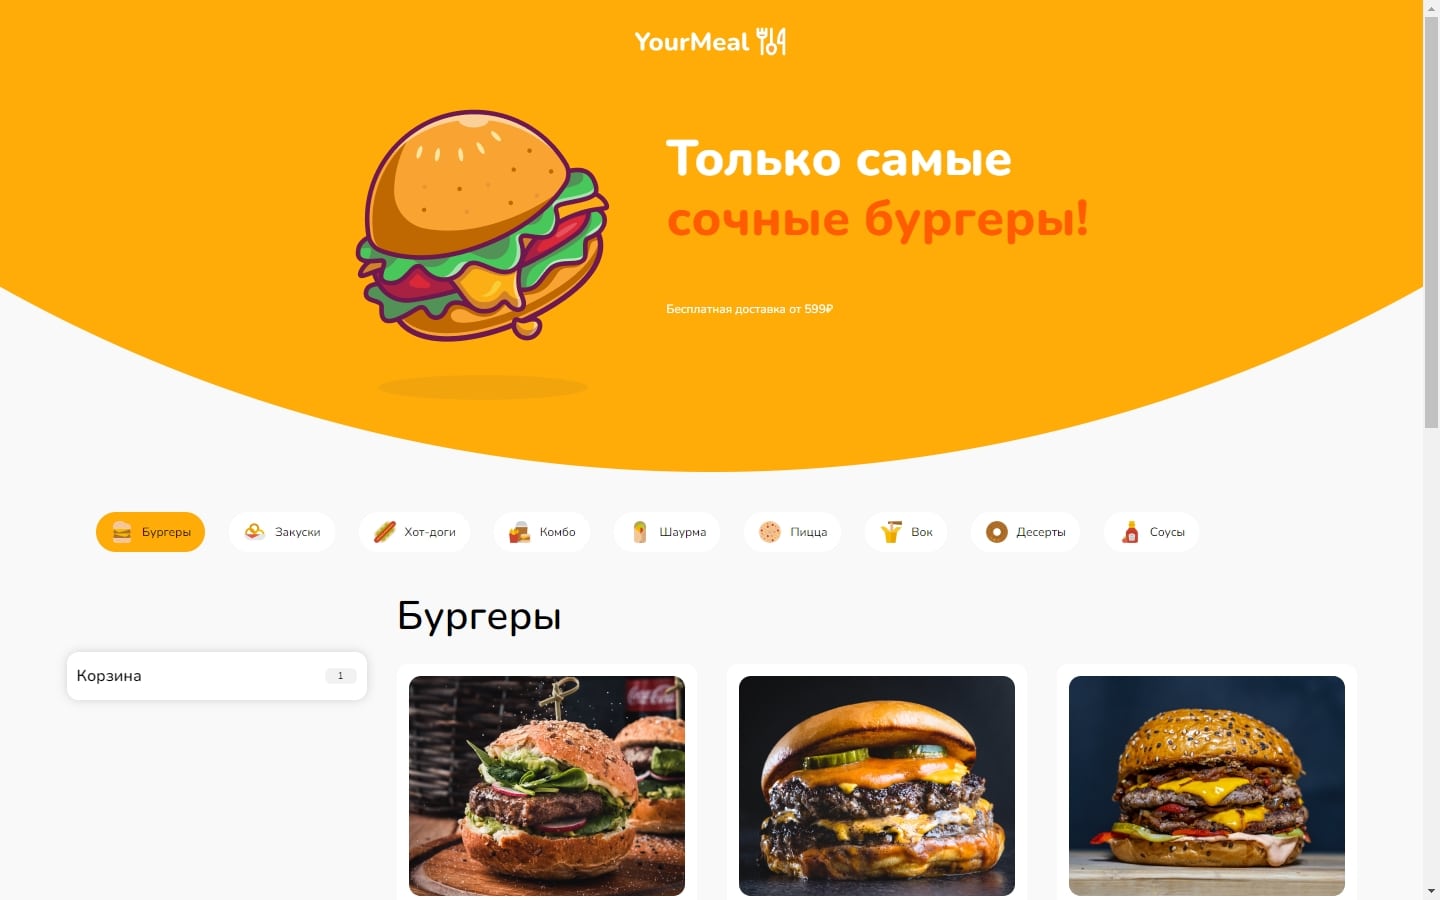 YourMeal
Только самые
сочные бургеры!
Бесплатная доставка от 599₽
Бургеры
Закуски
Хот-доги
Комбо
Шаурма
Пицца
Вок
Десерты
Соусы
Бургеры
Корзина
1